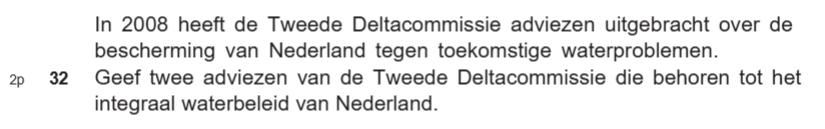 In 2008 heeft de Tweede Deltacommissie adviezen uitgebracht over de
bescherming van Nederland tegen toekomstige waterproblemen.
2p 32 Geef twee adviezen van de Tweede Deltacommissie die behoren tot het
integraal waterbeleid van Nederland.